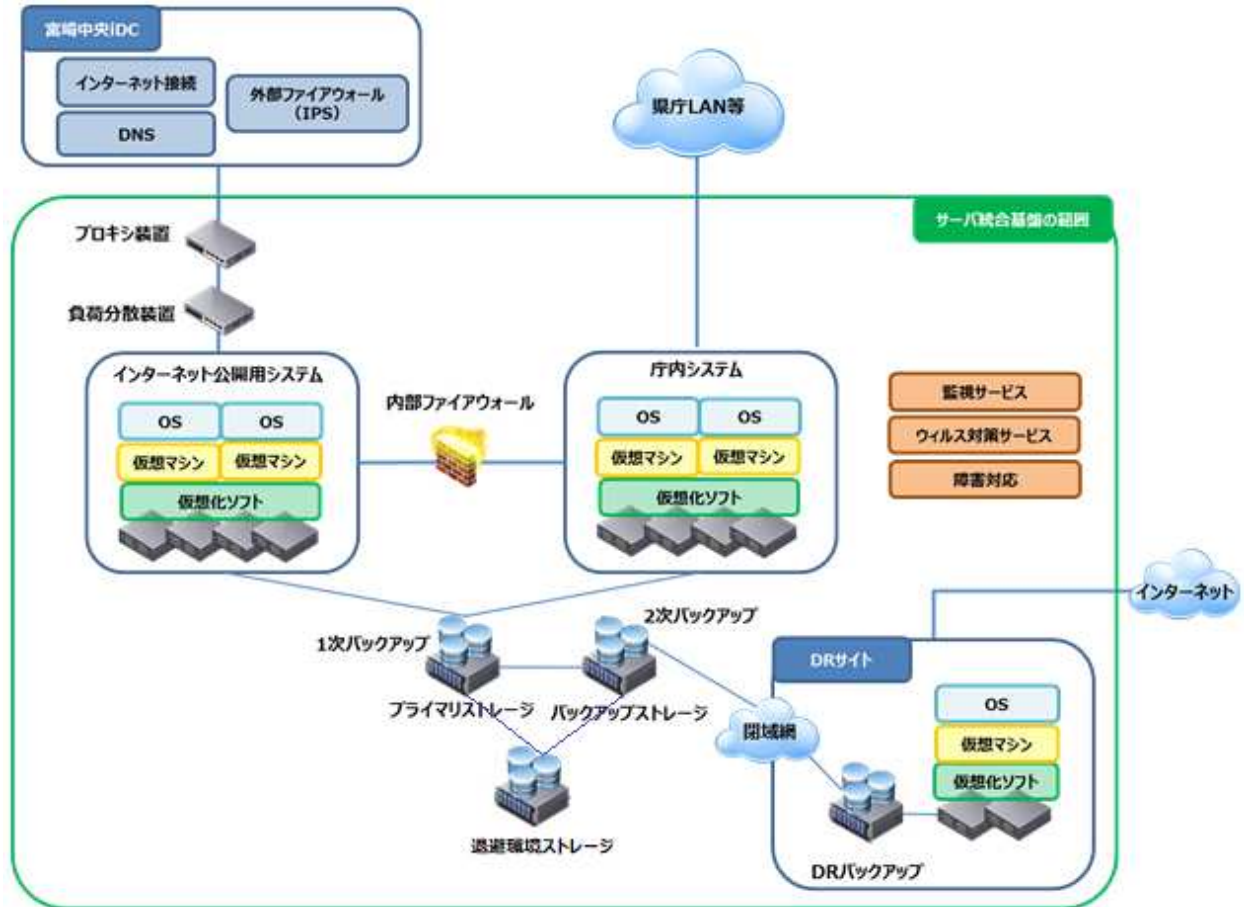 宮崎中央iDC
インターネット接続
外部ファイアウォール
(IPS)
DNS
県庁LAN等
サーバ統合基盤の範囲
プロキシ装置
負荷分散装置
インターネット公開用システム
OS
OS
仮想マシン
仮想マシン
仮想化ソフト
内部ファイアウォール
庁内システム
OS
OS
仮想マシン
仮想マシン
仮想化ソフト
監視サービス
ウィルス対策サービス
障害対応
インターネット
1次バックアップ
2次バックアップ
プライマリストレージ
バックアップストレージ
退避環境ストレージ
DRサイト
閉域網
OS
仮想マシン
仮想化ソフト
DRバックアップ